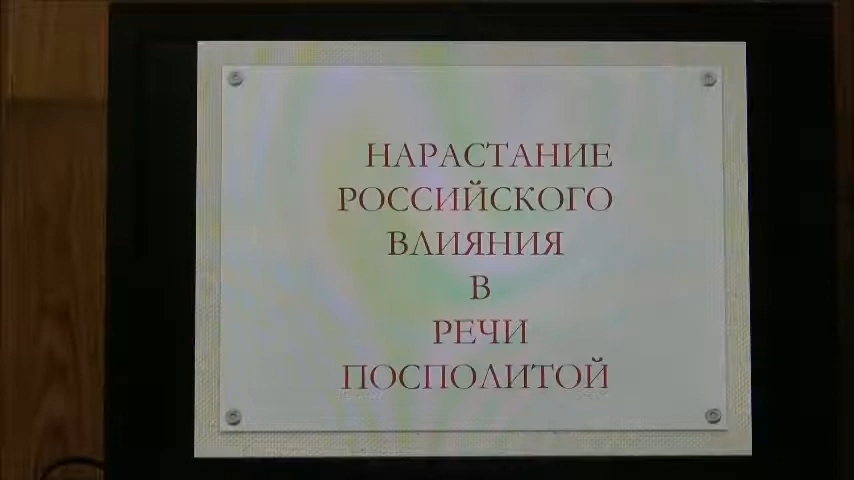 НАРАСТАНИЕ
РОССИЙСКОГО
ВЛИЯНИЯ
В
РЕЧИ
ПОСПОЛИТОЙ